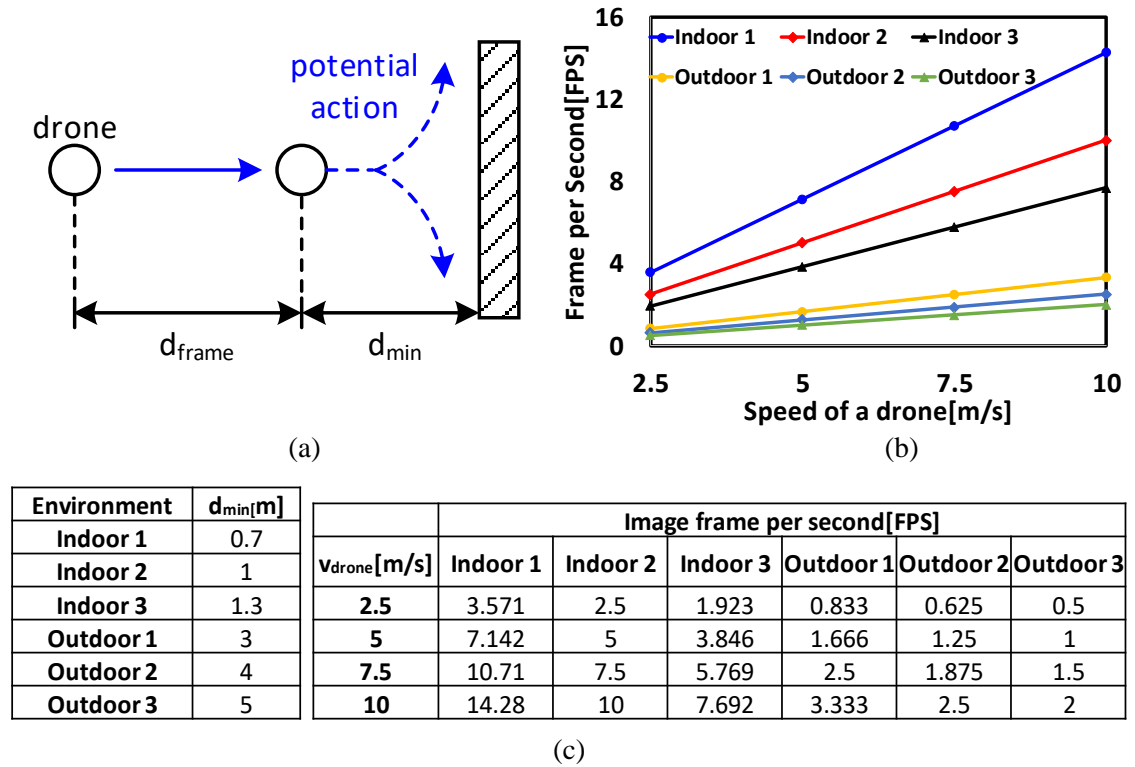 potential
action
drone
d_frame
d_min
(a)
16
12
8
4
0
Frame per Second[FPS]
Indoor 1 Indoor 2 Indoor 3
Outdoor 1 Outdoor 2 Outdoor 3
2.5 5 7.5 10
Speed of a drone[m/s]
(b)
Environment d_min[m]
Indoor 1 0.7
Indoor 2 1
Indoor 3 1.3
Outdoor 1 3
Outdoor 2 4
Outdoor 3 5
Image frame per second[FPS]
v_drone[m/s] Indoor 1 Indoor 2 Indoor 3 Outdoor 1 Outdoor 2 Outdoor 3
2.5 3.571 2.5 1.923 0.833 0.625 0.5
5 7.142 5 3.846 1.666 1.25 1
7.5 10.71 7.5 5.769 2.5 1.875 1.5
10 14.28 10 7.692 3.333 2.5 2
(c)